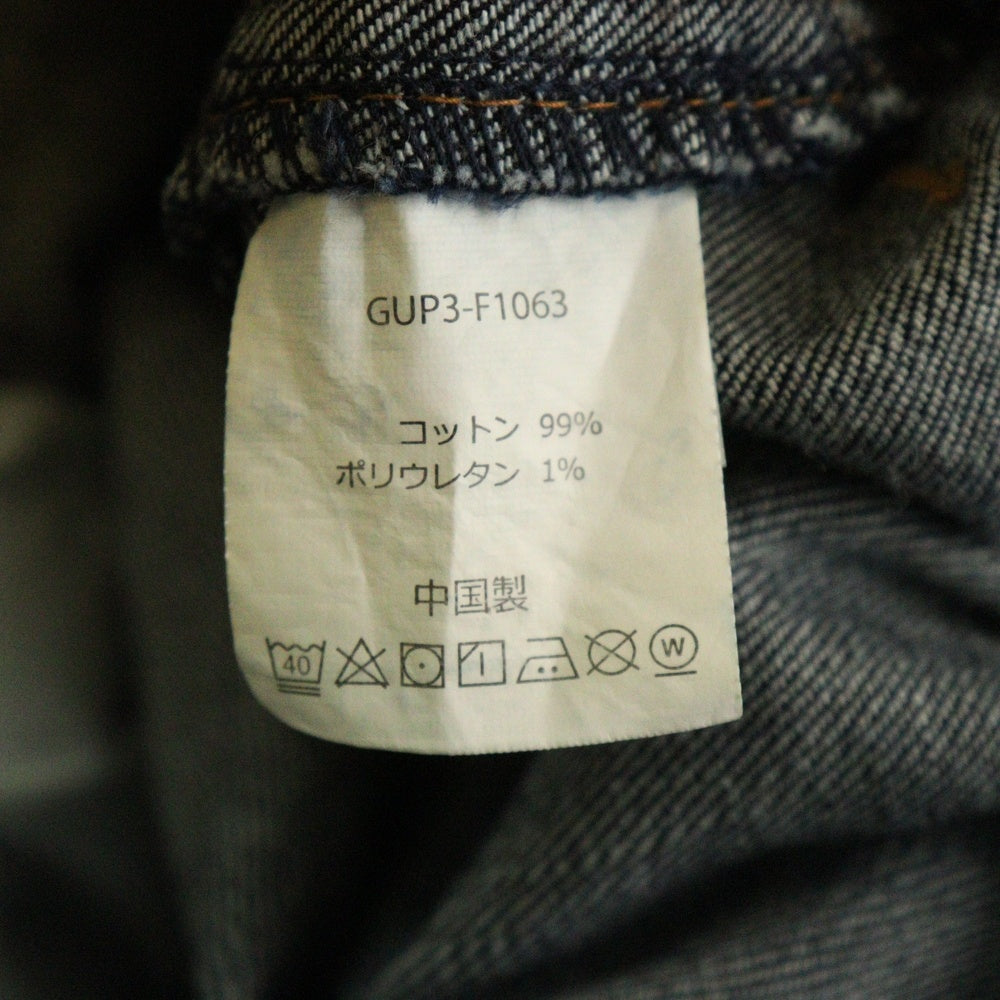 GUP3-F1063
コットン 99%
ポリウレタン 1%
中国製
40 W